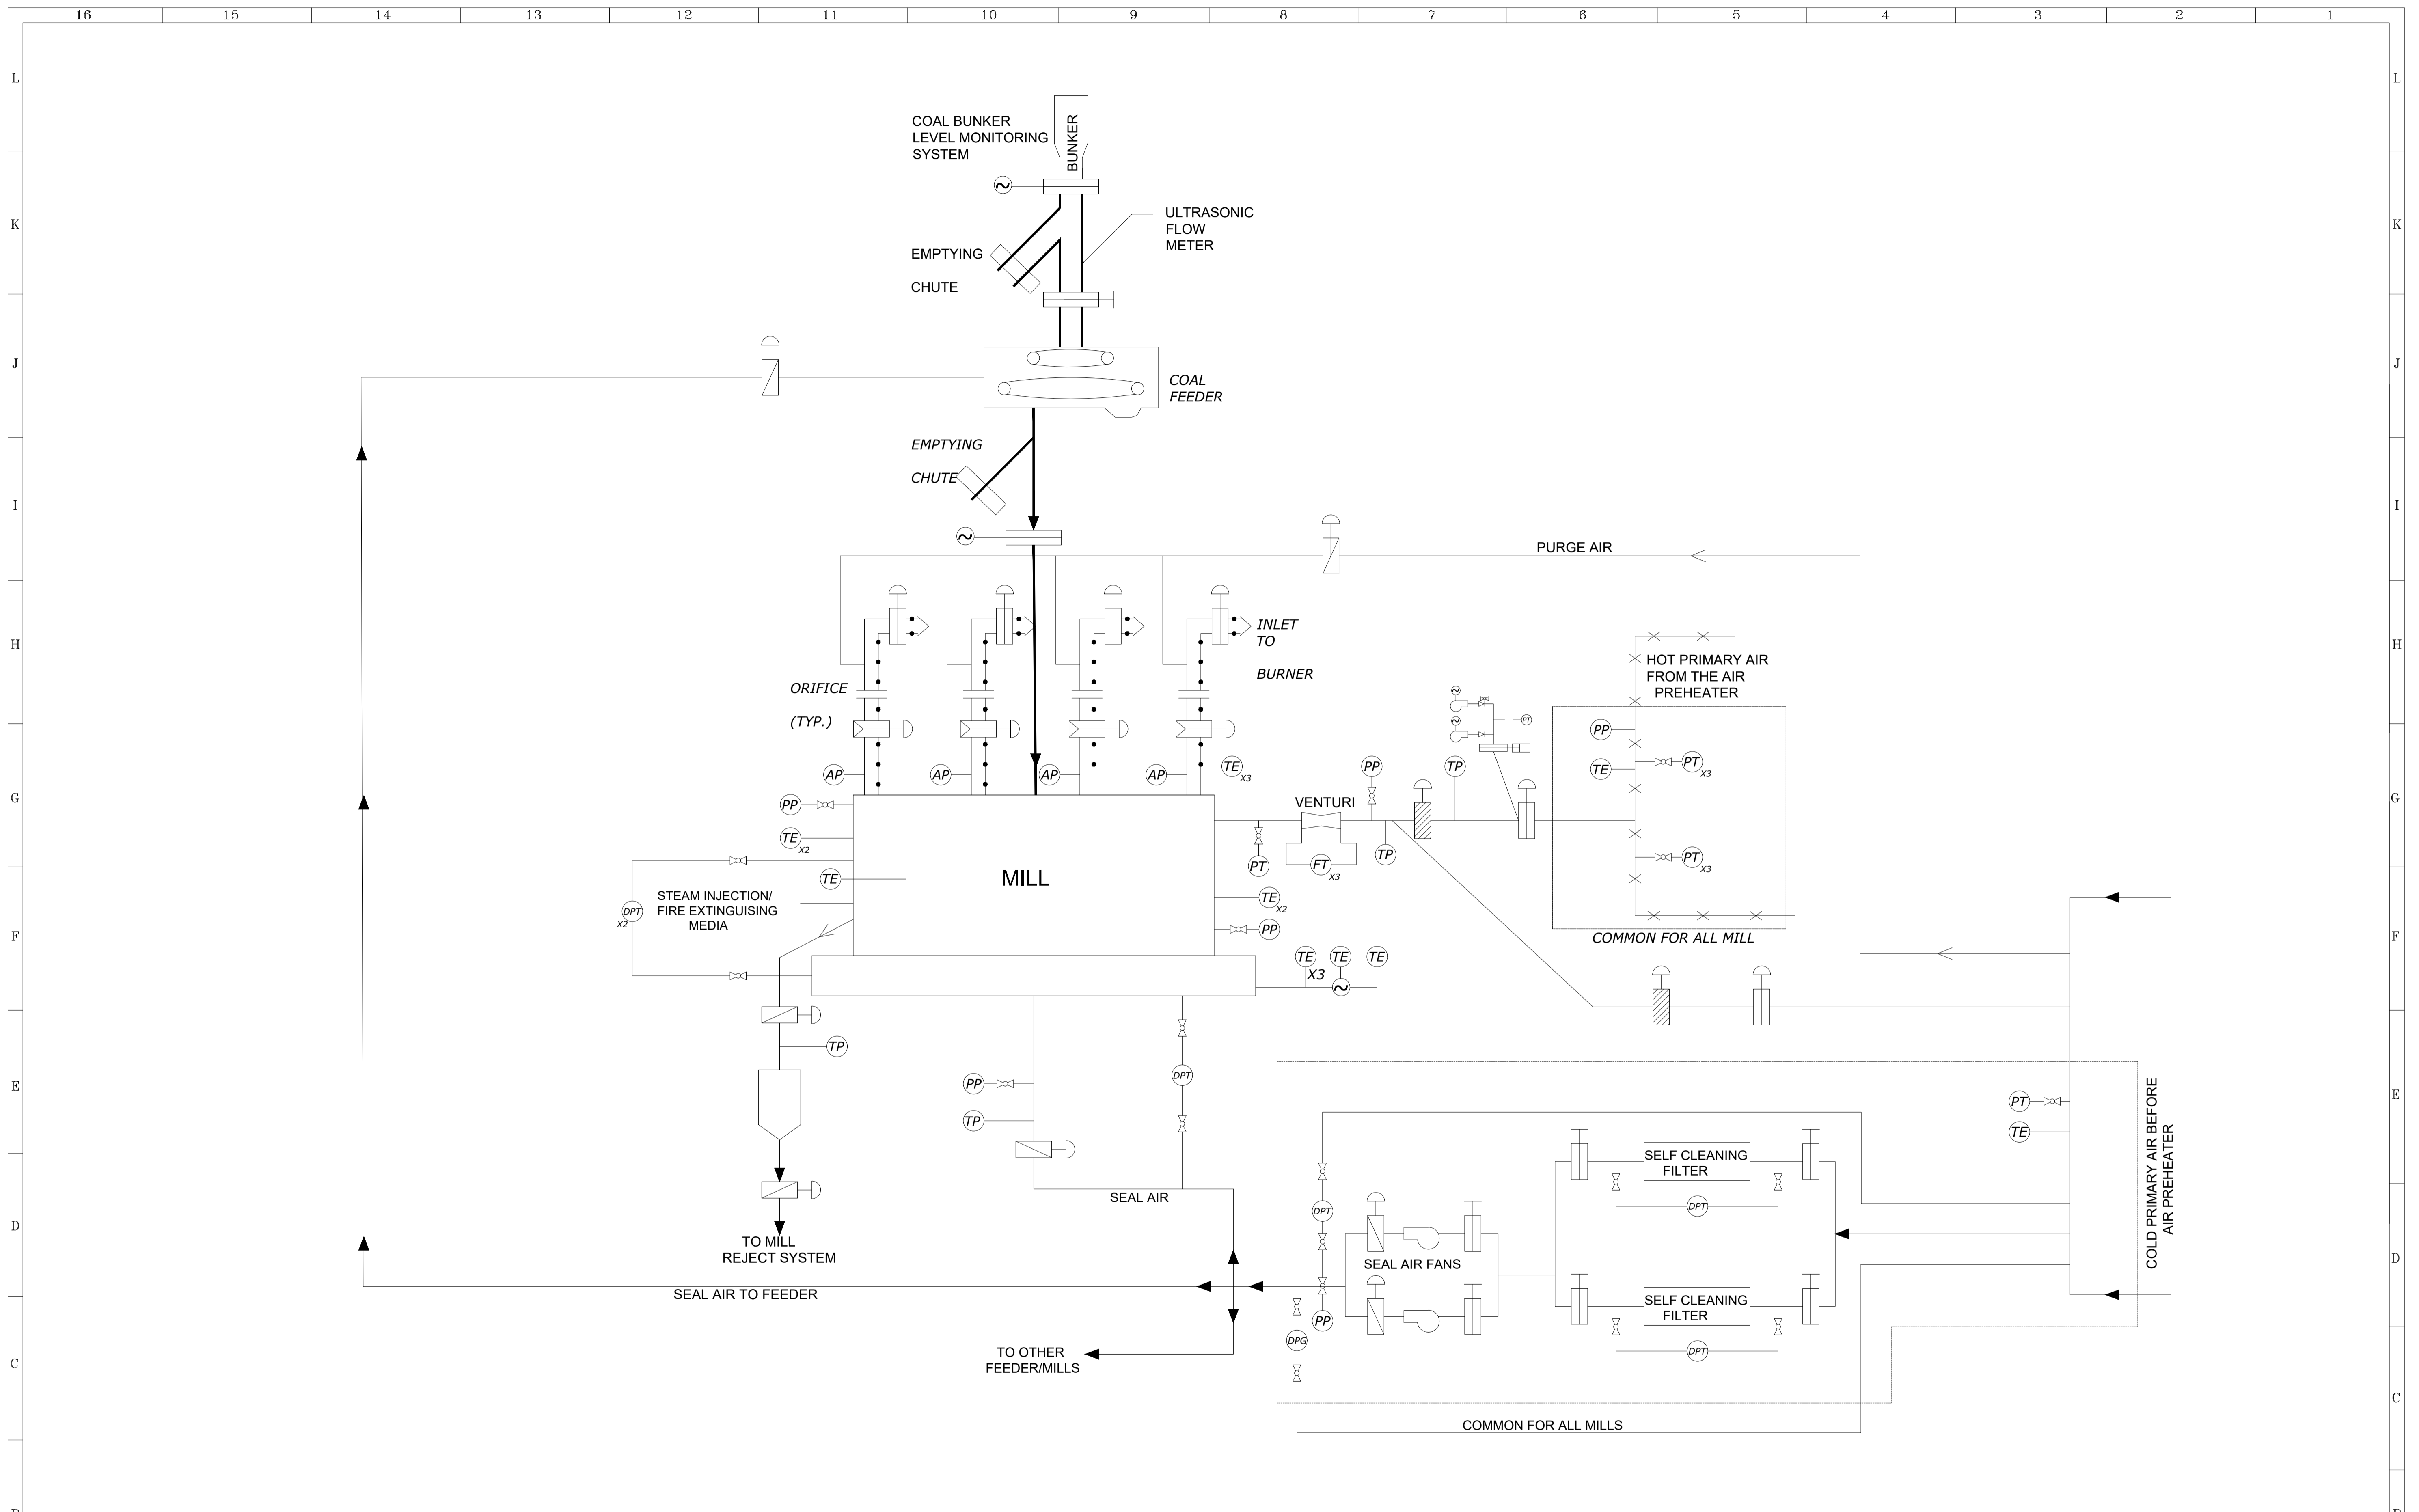 16 15 14 13 12 11 10 9 8 7 6 5 4 3 2 1
L
L
COAL BUNKER
LEVEL MONITORING
SYSTEM
BUNKER
K
K
ULTRASONIC
FLOW
METER
EMPTYING
CHUTE
J
J
COAL
FEEDER
EMPTYING
CHUTE
I
I
PURGE AIR
H
H
INLET
TO
BURNER
ORIFICE
(TYP.)
HOT PRIMARY AIR
FROM THE AIR
PREHEATER
PT
PP
TE
PT
X3
PT
X3
COMMON FOR ALL MILL
G
G
AP
AP
AP
AP
TE
X3
PP
TP
VENTURI
PP
TE
X2
TE
PT
FT
X3
TP
MILL
TE
X2
PP
STEAM INJECTION/
FIRE EXTINGUISING
MEDIA
DPT
X2
F
F
TE
X3
TE
TE
TP
E
E
PP
TP
DPT
PT
TE
COLD PRIMARY AIR BEFORE
AIR PREHEATER
SELF CLEANING
FILTER
DPT
SEAL AIR
DPT
D
D
TO MILL
REJECT SYSTEM
SEAL AIR FANS
SEAL AIR TO FEEDER
SELF CLEANING
FILTER
DPT
PP
DPG
TO OTHER
FEEDER/MILLS
C
C
COMMON FOR ALL MILLS